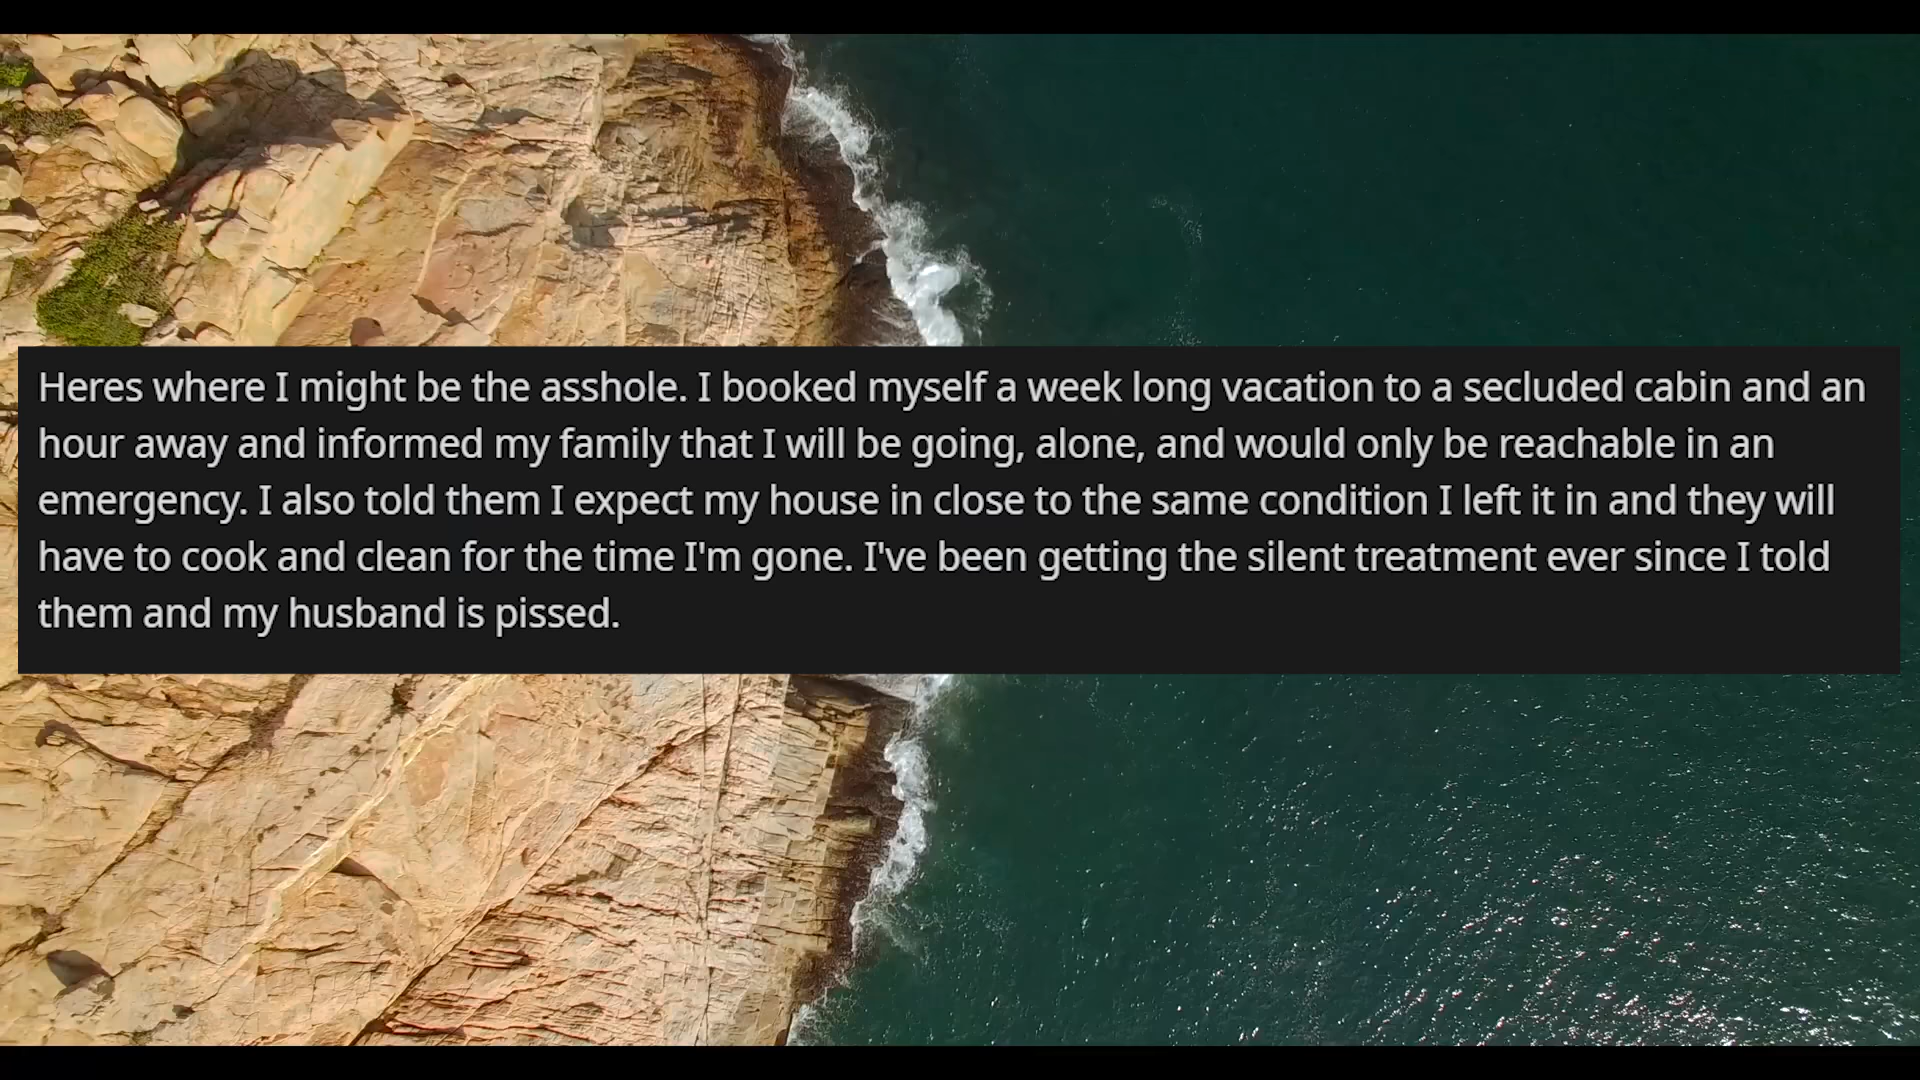 Heres where I might be the asshole. I booked myself a week long vacation to a secluded cabin and an
hour away and informed my family that I will be going, alone, and would only be reachable in an
emergency. I also told them I expect my house in close to the same condition I left it in and they will
have to cook and clean for the time I'm gone. I've been getting the silent treatment ever since I told
them and my husband is pissed.